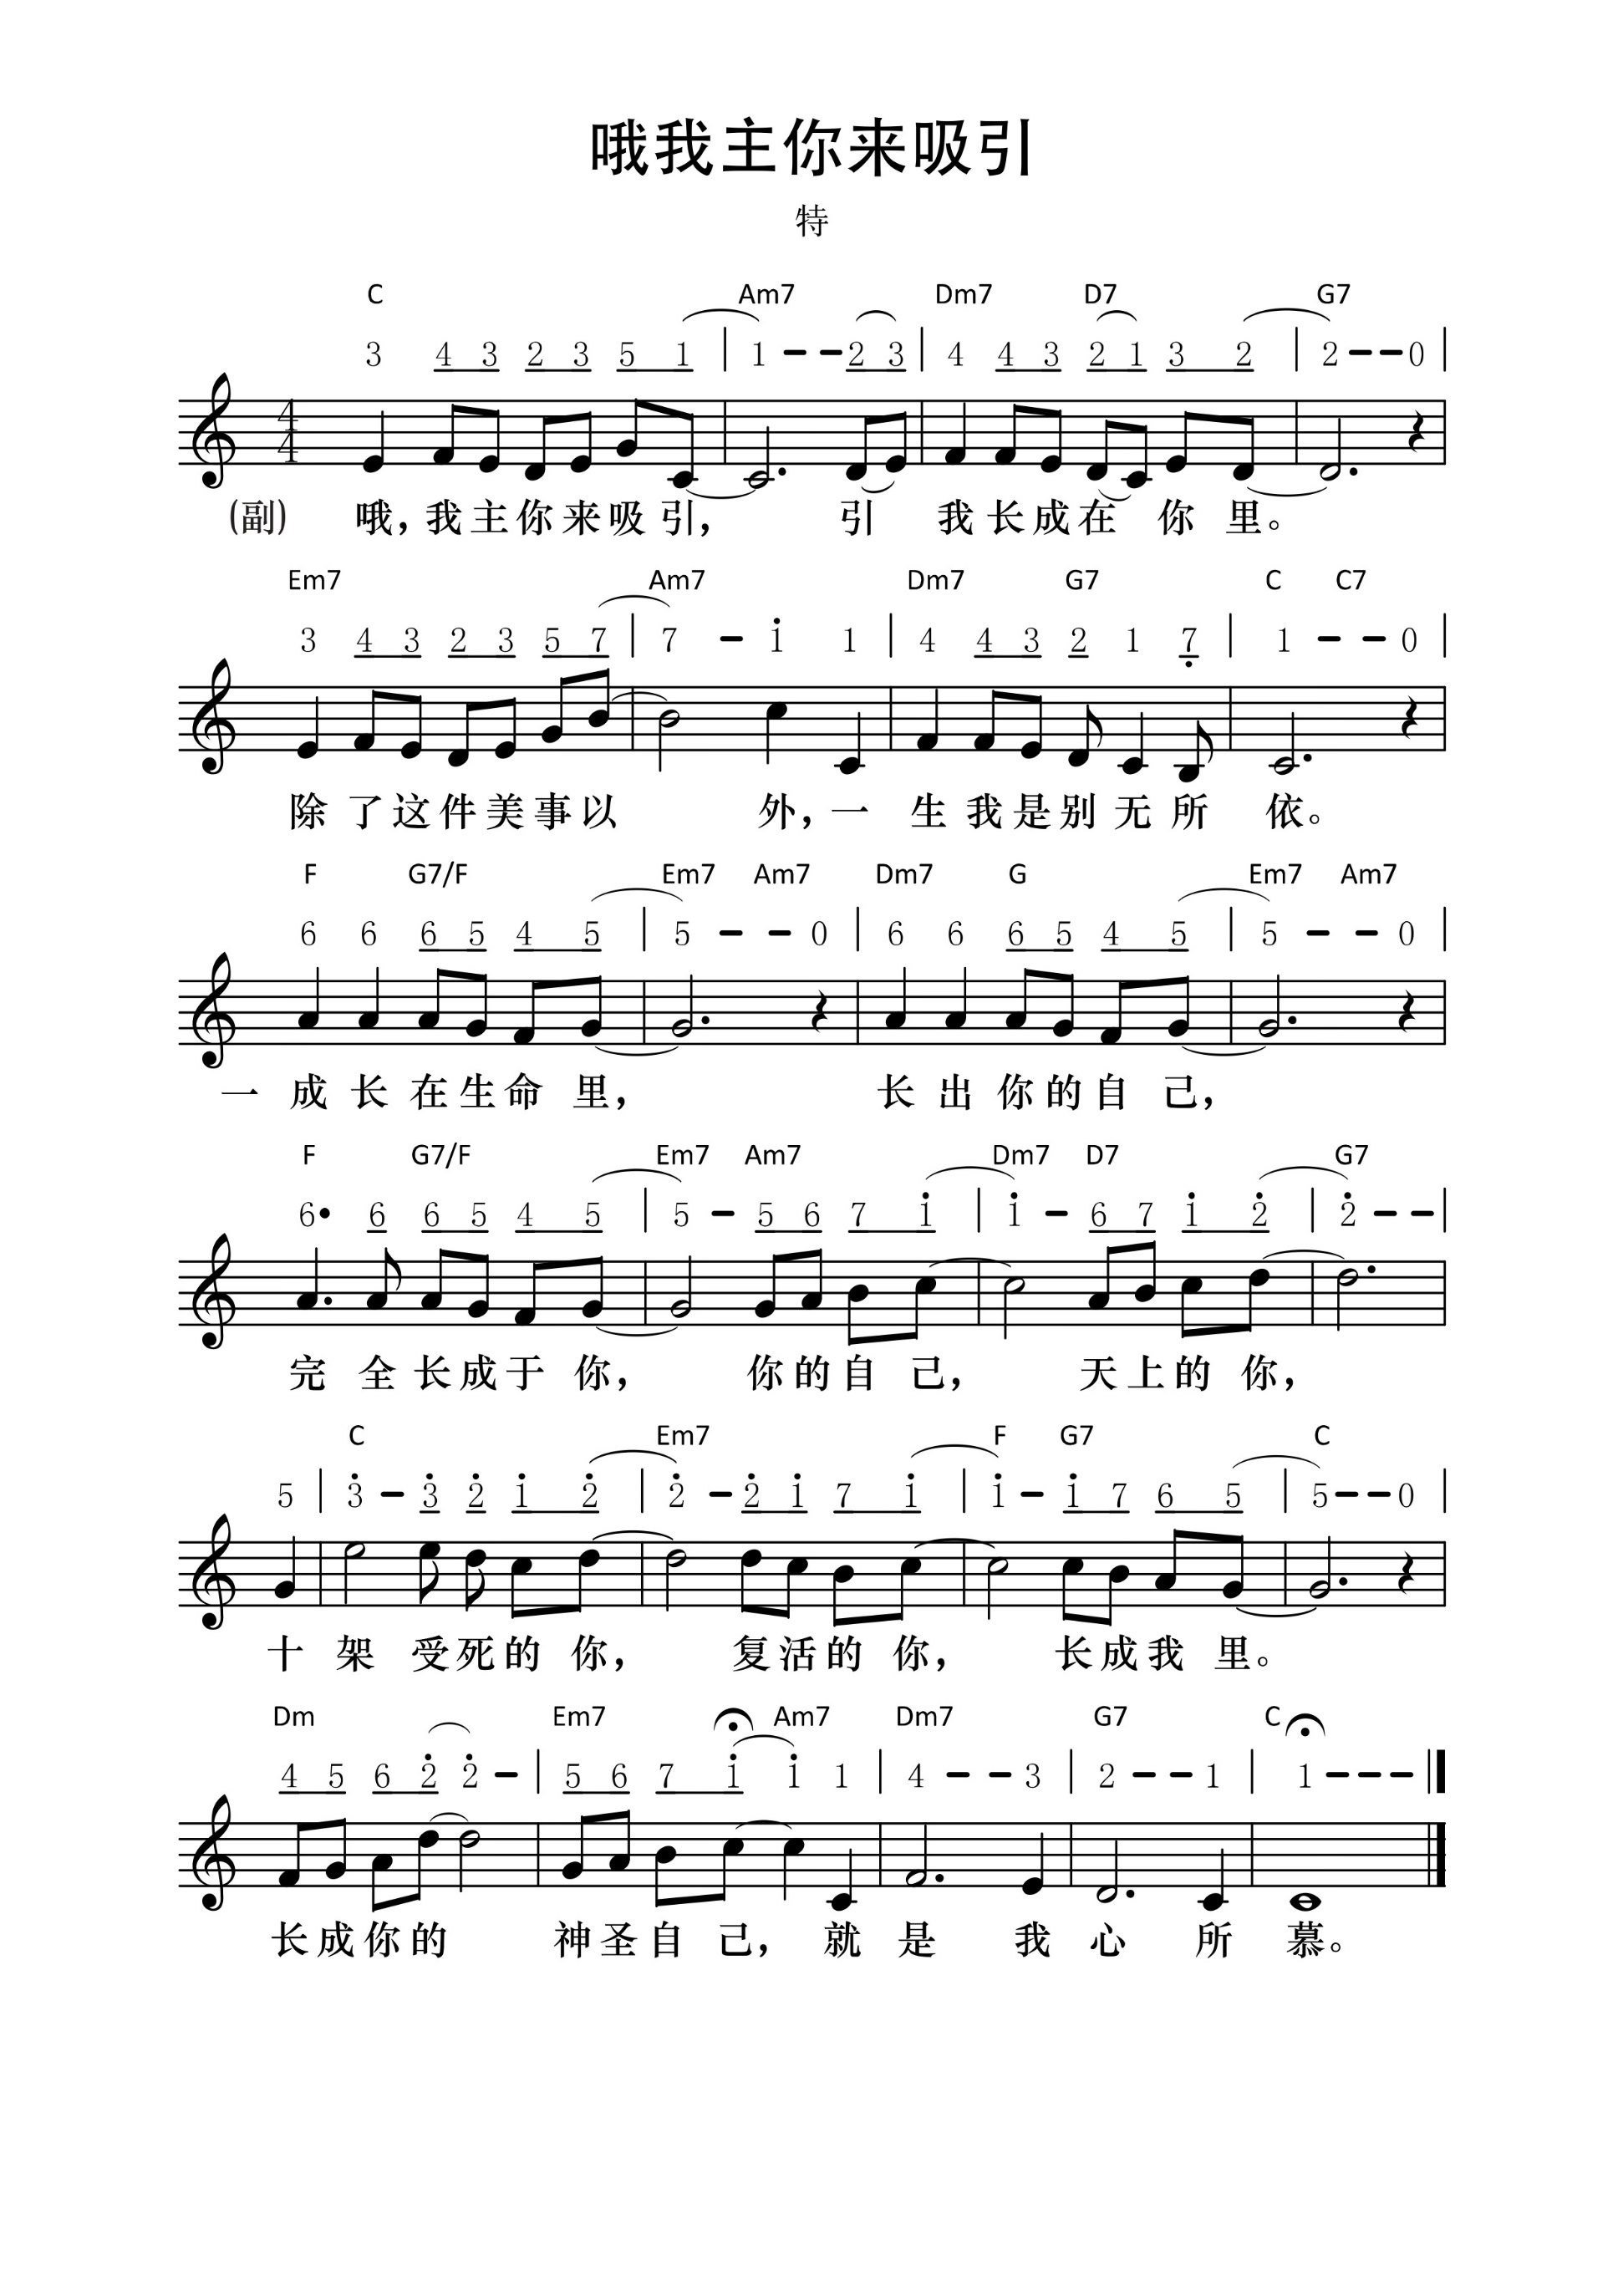 哦我主你来吸引
特
C Am7 Dm7 D7 G7
3 4 3 2 3 5 1 | 1 - - 2 3 | 4 4 3 2 1 3 2 | 2 - - 0 |
4 4
(副) 哦，我主你来吸引， 引 我长成在 你 里。
Em7 Am7 Dm7 G7 C C7
3 4 3 2 3 5 7 | 7 - 1 1 | 4 4 3 2 1 7 | 1 - - 0 |
除了这件美事以 外，一 生我是别无所 依。
F G7/F Em7 Am7 Dm7 G Em7 Am7
6 6 6 5 4 5 | 5 - - 0 | 6 6 6 5 4 5 | 5 - - 0 |
一 成长在生命里， 长出你的自己，
F G7/F Em7 Am7 Dm7 D7 G7
6• 6 6 5 4 5 | 5 - 5 6 7 1 | 1 - 6 7 1 2 | 2 - - |
完全长成于你， 你的自己， 天上的你，
C Em7 F G7 C
5 | 3 - 3 2 1 2 | 2 - 2 1 7 1 | 1 - 1 7 6 5 | 5 - - 0 |
十架 受死的你， 复活的你， 长成我里。
Dm Em7 Am7 Dm7 G7 C
4 5 6 2 2 - | 5 6 7 1 1 1 | 4 - - 3 | 2 - - 1 | 1 - - - ‖
长成你的 神圣自己， 就是 我心 所慕。